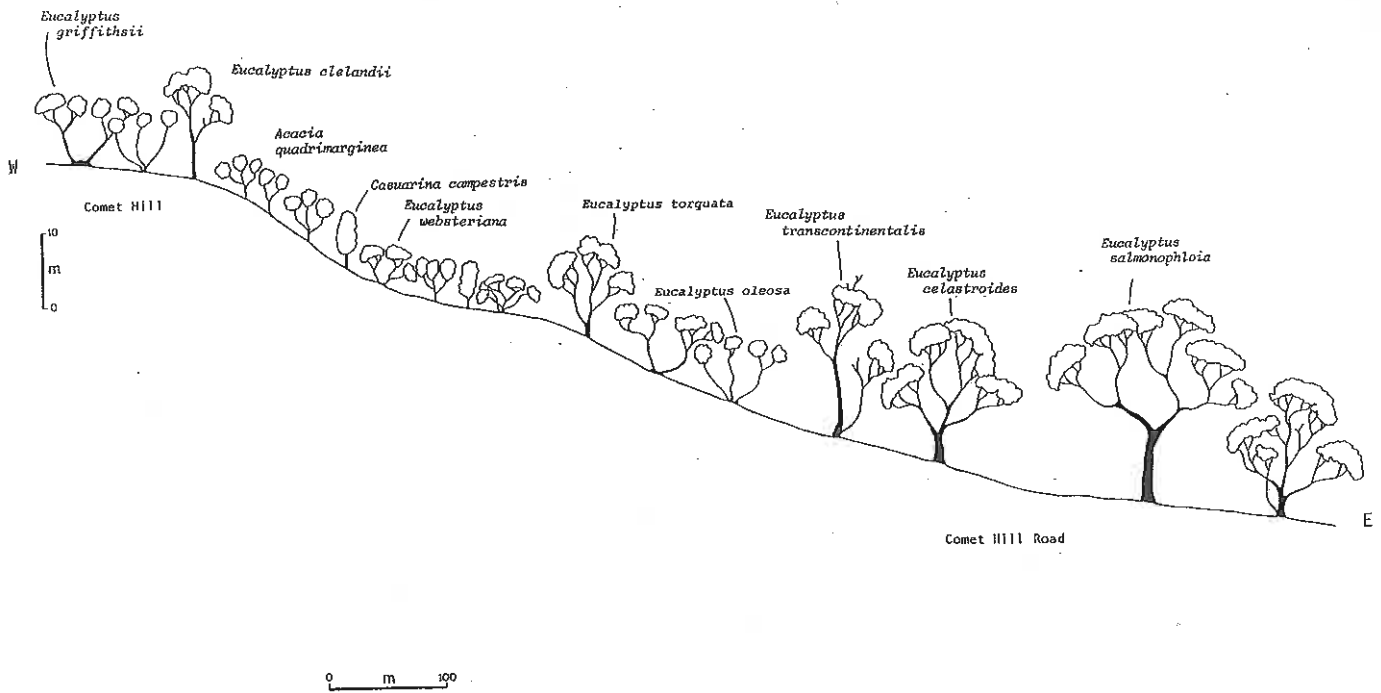 Eucalyptus
griffithsii
Eucalyptus clelandii
Acacia
quadrimarginea
W
Casuarina campestris
Comet Hill
Eucalyptus
websteriana
Eucalyptus torquata
Eucalyptus
transcontinentalis
10
m
0
Eucalyptus
salmonophloia
Eucalyptus
celastroides
Eucalyptus oleosa
E
Comet Hill Road
0 m 100